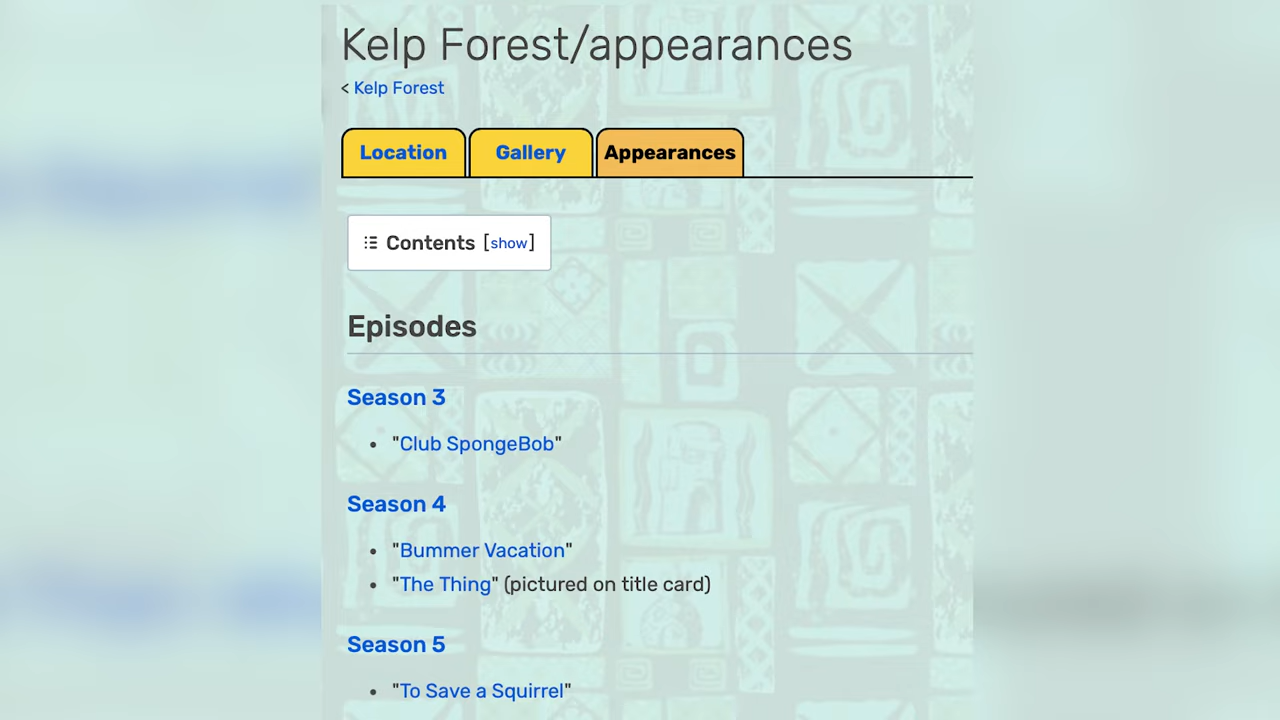 Kelp Forest/appearances
< Kelp Forest
Location Gallery Appearances
Contents [show]
Episodes
Season 3
• "Club SpongeBob"
Season 4
• "Bummer Vacation"
• "The Thing" (pictured on title card)
Season 5
• "To Save a Squirrel"